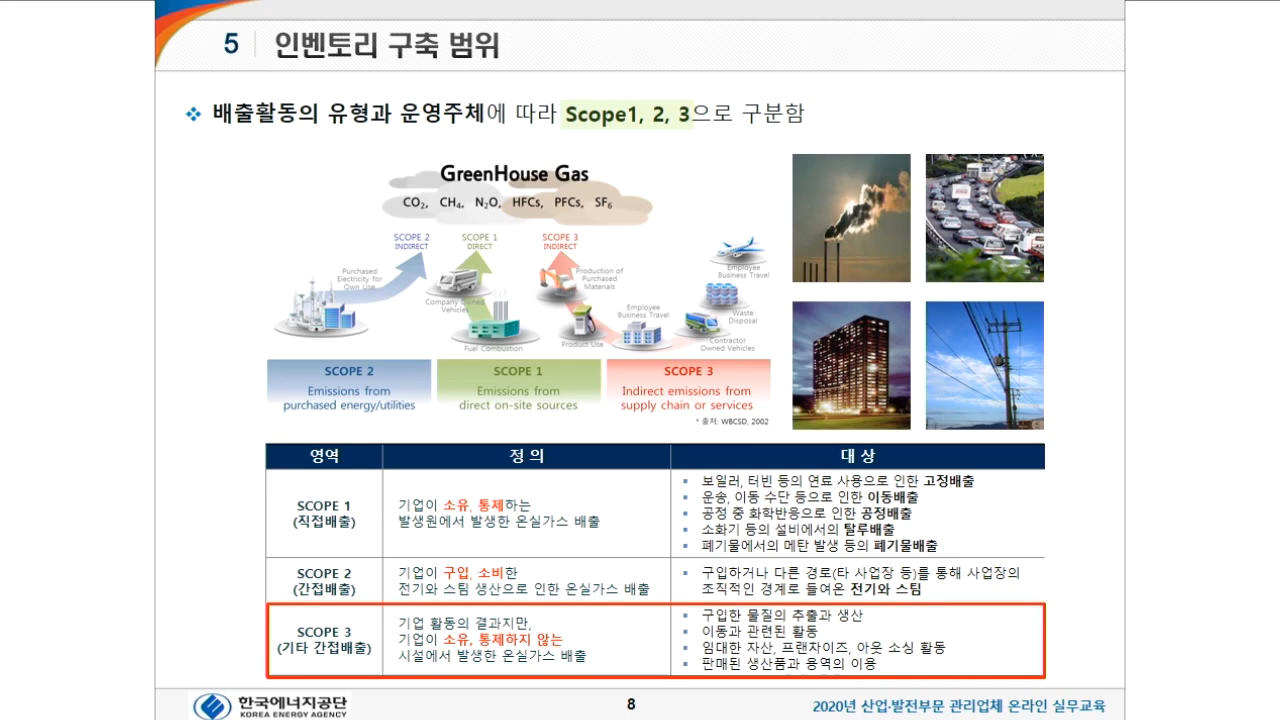 5 인벤토리 구축 범위
배출활동의 유형과 운영주체에 따라 Scope1, 2, 3으로 구분함
GreenHouse Gas
CO₂, CH₄, N₂O, HFCs, PFCs, SF₆
SCOPE 2
INDIRECT
SCOPE 1
DIRECT
SCOPE 3
INDIRECT
Purchased
Electricity for
Own Use
Company Owned
Vehicles
Fuel Combustion
Production of
Purchased
Materials
Product Use
Employee
Business Travel
Employee
Business Travel
Waste
Disposal
Contractor
Owned Vehicles
SCOPE 2
Emissions from
purchased energy/utilities
SCOPE 1
Emissions from
direct on-site sources
SCOPE 3
Indirect emissions from
supply chain or services
* 출처: WBCSD, 2002
영역 정 의 대 상
SCOPE 1
(직접배출)
기업이 소유, 통제하는
발생원에서 발생한 온실가스 배출
보일러, 터빈 등의 연료 사용으로 인한 고정배출
운송, 이동 수단 등으로 인한 이동배출
공정 중 화학반응으로 인한 공정배출
소화기 등의 설비에서의 탈루배출
폐기물에서의 메탄 발생 등의 폐기물배출
SCOPE 2
(간접배출)
기업이 구입, 소비한
전기와 스팀 생산으로 인한 온실가스 배출
구입하거나 다른 경로(타 사업장 등)를 통해 사업장의
조직적인 경계로 들여온 전기와 스팀
SCOPE 3
(기타 간접배출)
기업 활동의 결과지만,
기업이 소유, 통제하지 않는
시설에서 발생한 온실가스 배출
구입한 물질의 추출과 생산
이동과 관련된 활동
임대한 자산, 프랜차이즈, 아웃 소싱 활동
판매된 생산품과 용역의 이용
한국에너지공단
KOREA ENERGY AGENCY
8
2020년 산업·발전부문 관리업체 온라인 실무교육